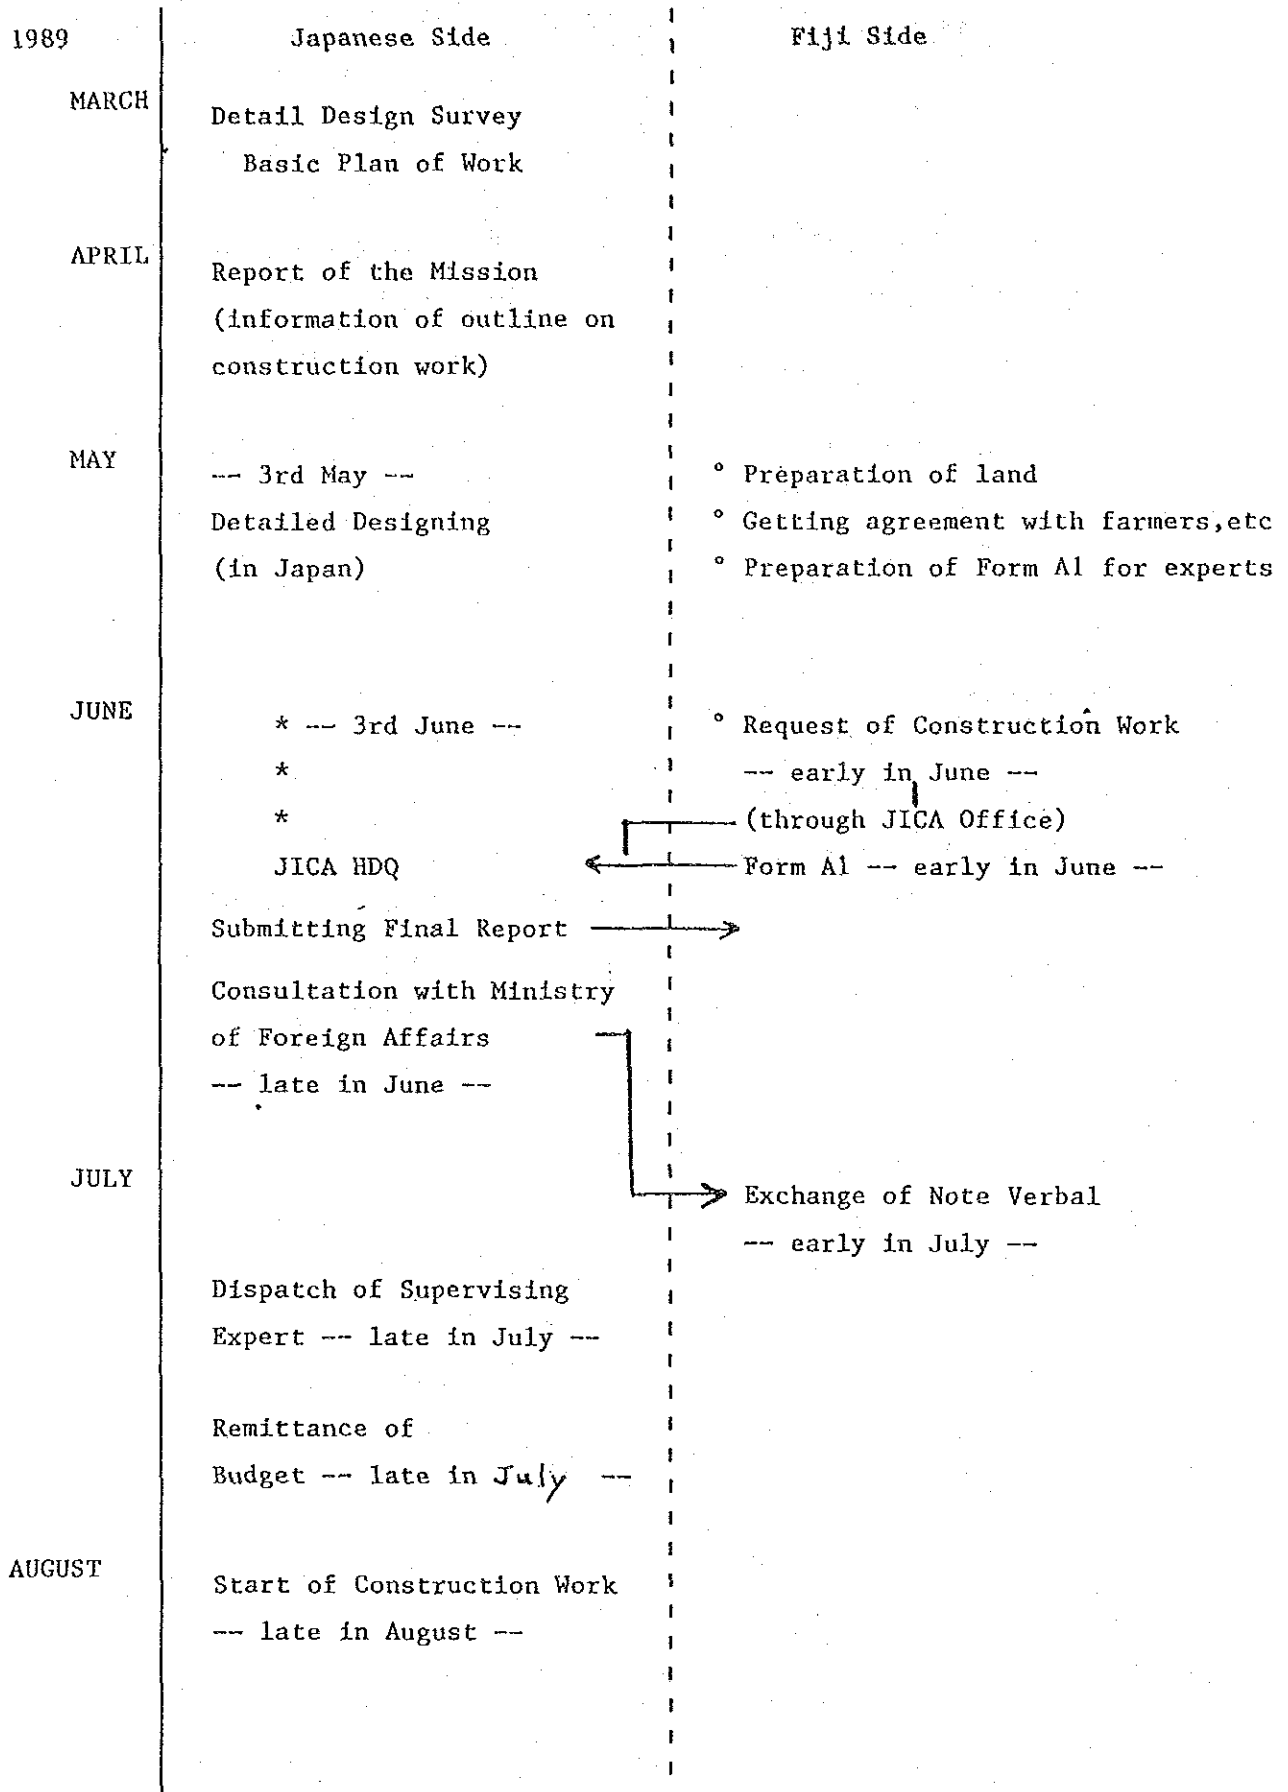 1989 Japanese Side Fiji Side
MARCH
Detail Design Survey
Basic Plan of Work
APRIL
Report of the Mission
(information of outline on
construction work)
MAY
-- 3rd May -- ° Preparation of land
Detailed Designing ° Getting agreement with farmers,etc
(in Japan) ° Preparation of Form A1 for experts
JUNE
* -- 3rd June -- ° Request of Construction Work
* -- early in June --
* (through JICA Office)
JICA HDQ Form A1 -- early in June --
Submitting Final Report
Consultation with Ministry
of Foreign Affairs
-- late in June --
JULY
Exchange of Note Verbal
-- early in July --
Dispatch of Supervising
Expert -- late in July --
Remittance of
Budget -- late in July --
AUGUST
Start of Construction Work
-- late in August --